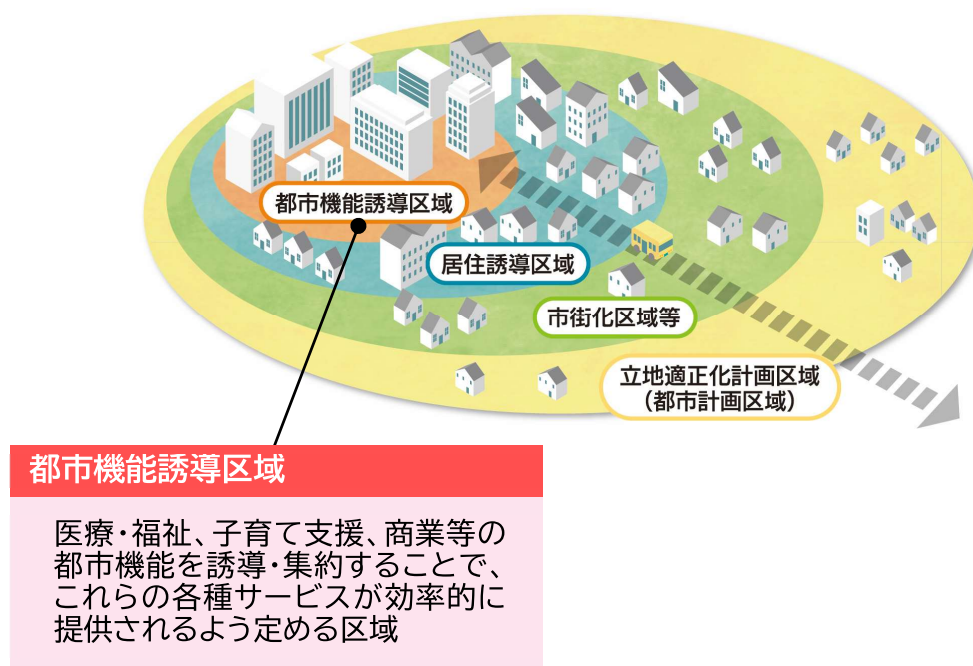 都市機能誘導区域
居住誘導区域
市街化区域等
立地適正化計画区域
（都市計画区域）
都市機能誘導区域
医療・福祉、子育て支援、商業等の
都市機能を誘導・集約することで、
これらの各種サービスが効率的に
提供されるよう定める区域